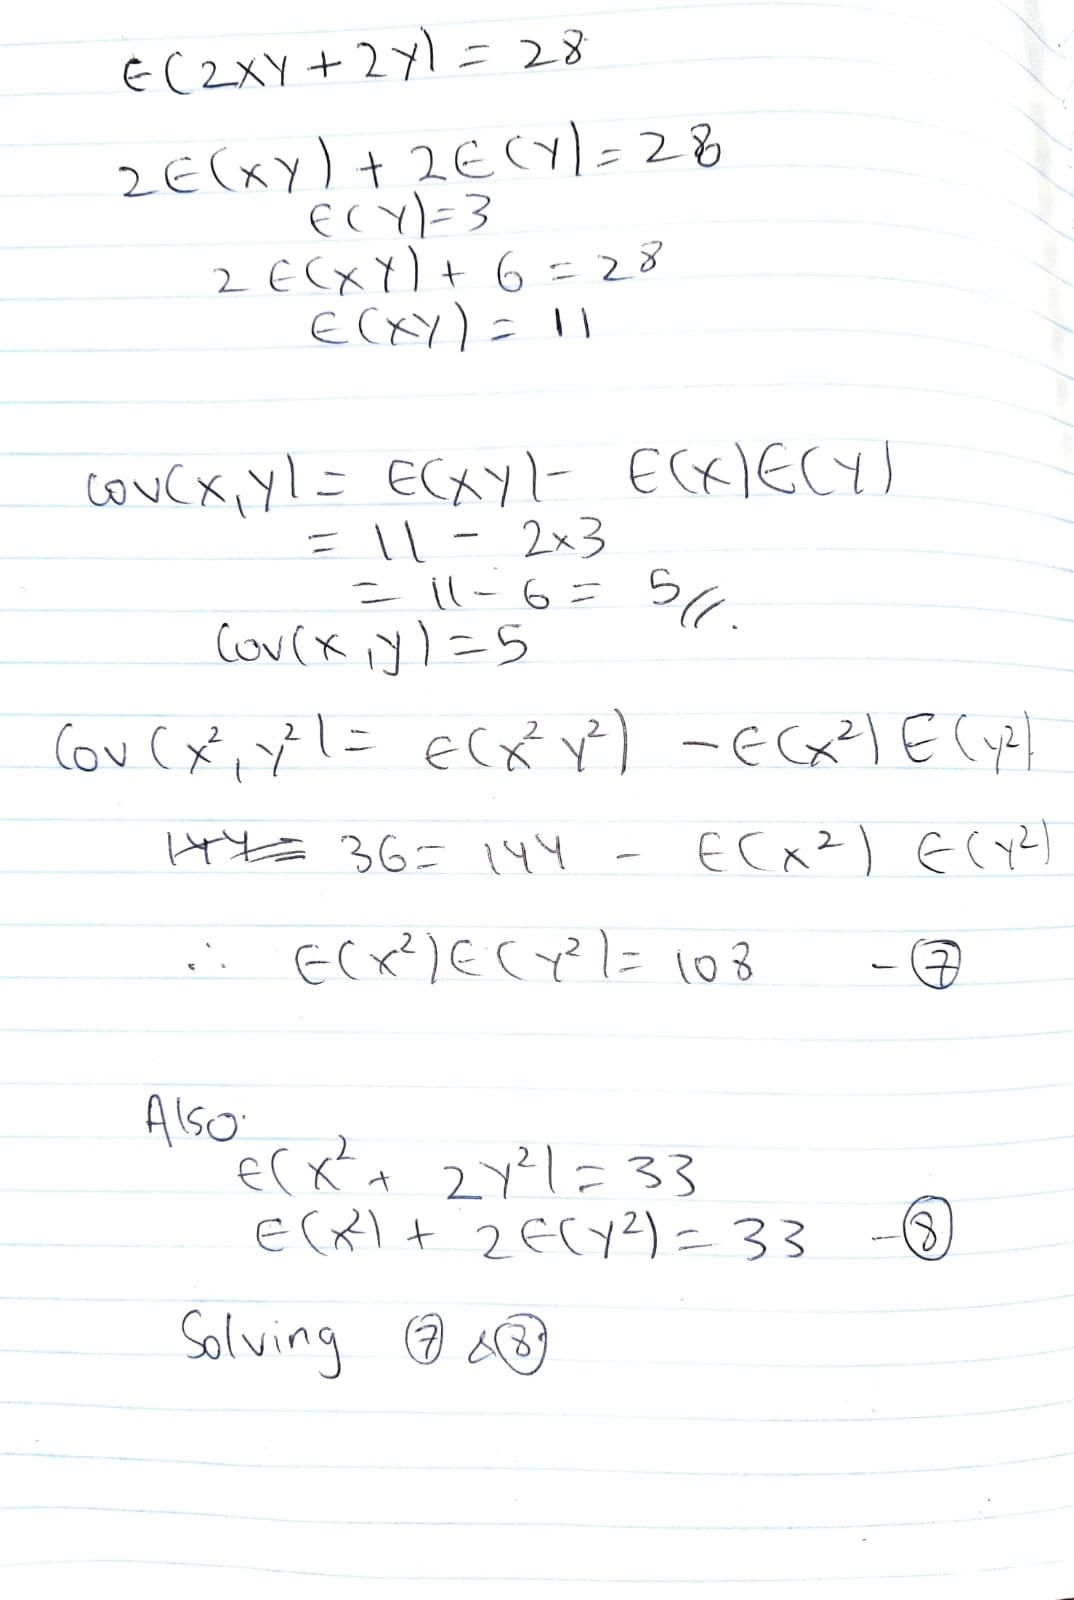 E(2XY + 2Y) = 28
2E(XY) + 2E(Y) = 28
E(Y) = 3
2E(XY) + 6 = 28
E(XY) = 11
Cov(X,Y) = E(XY) - E(X)E(Y)
= 11 - 2x3
= 11 - 6 = 5 //.
Cov(X,Y) = 5
Cov(X²,Y²) = E(X²Y²) - E(X²)E(Y²)
144= 36 = 144 - E(X²) E(Y²)
∴ E(X²)E(Y²) = 108 - ⑦
Also
E(X² + 2Y²) = 33
E(X²) + 2E(Y²) = 33 - ⑧
Solving ⑦ & ⑧